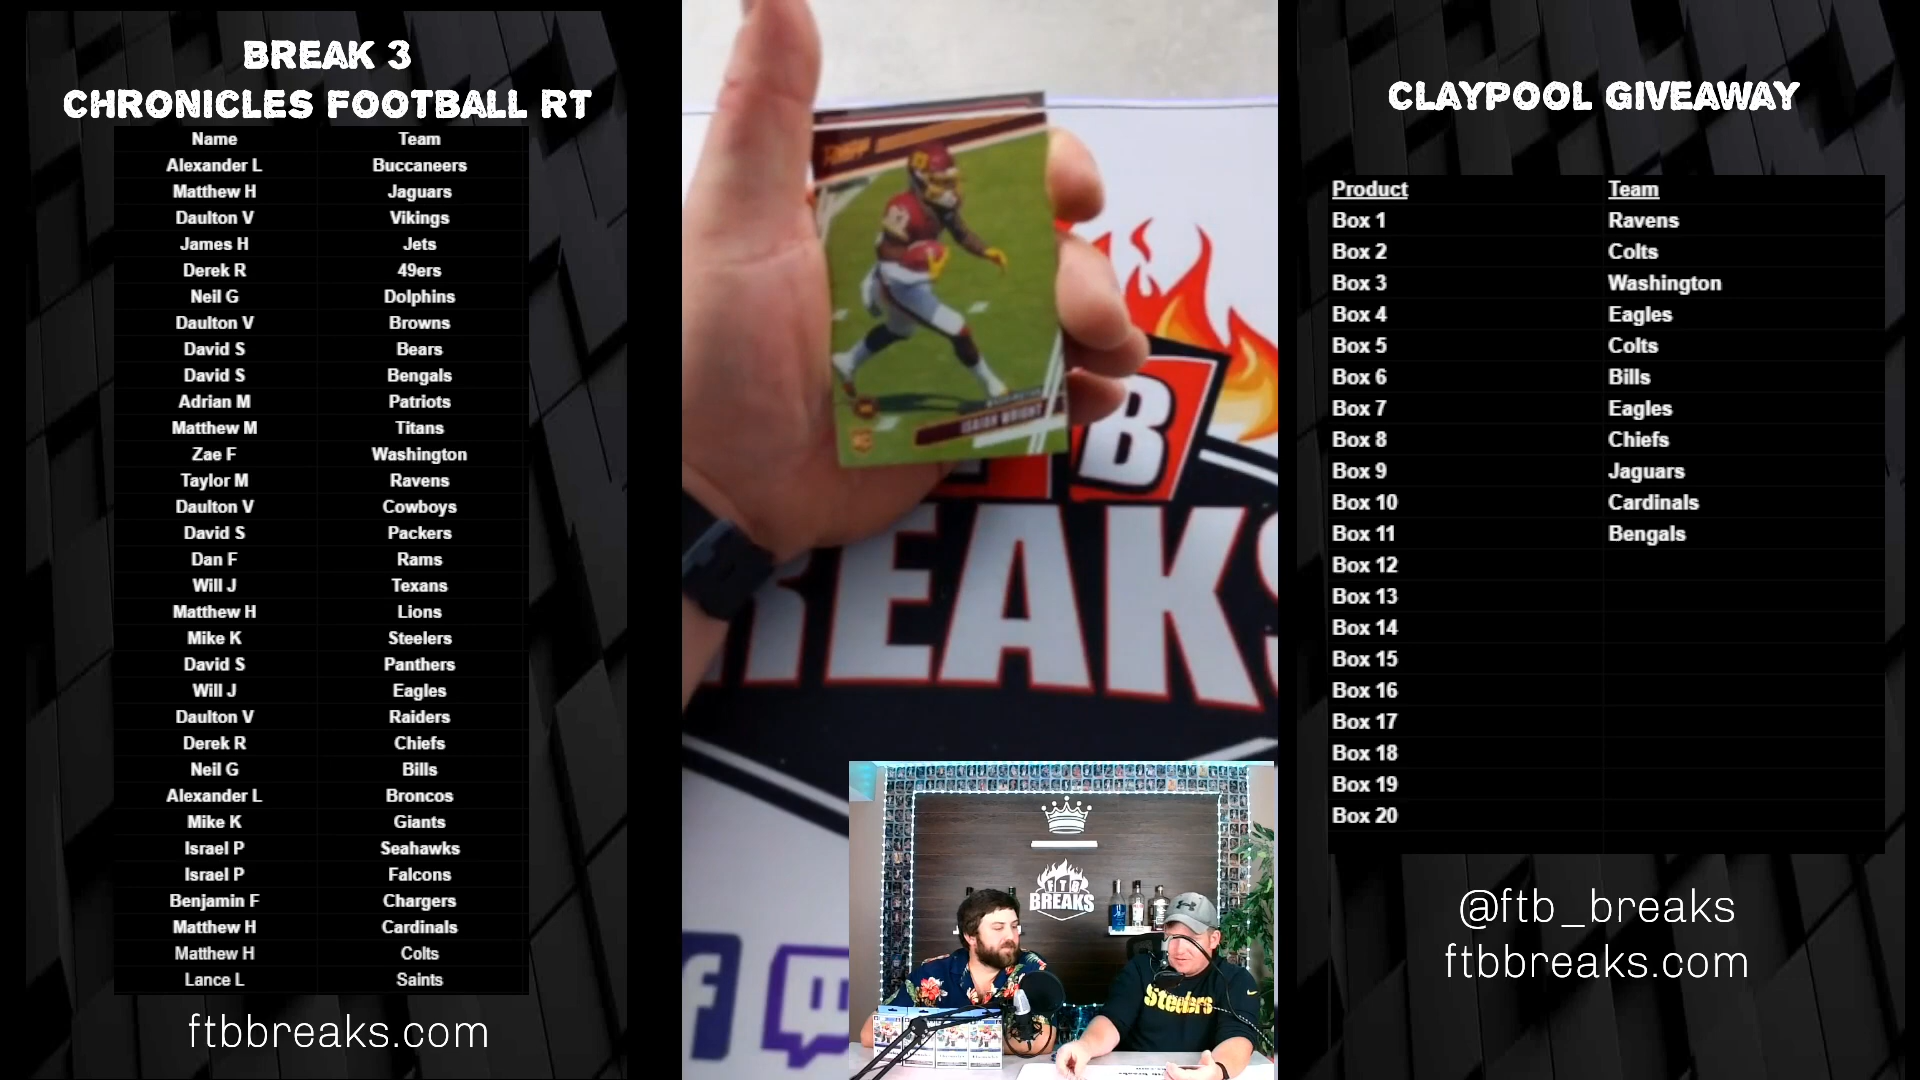 BREAK 3
CHRONICLES FOOTBALL RT
Name Team
Alexander L Buccaneers
Matthew H Jaguars
Daulton V Vikings
James H Jets
Derek R 49ers
Neil G Dolphins
Daulton V Browns
David S Bears
David S Bengals
Adrian M Patriots
Matthew M Titans
Zae F Washington
Taylor M Ravens
Daulton V Cowboys
David S Packers
Dan F Rams
Will J Texans
Matthew H Lions
Mike K Steelers
David S Panthers
Will J Eagles
Daulton V Raiders
Derek R Chiefs
Neil G Bills
Alexander L Broncos
Mike K Giants
Israel P Seahawks
Israel P Falcons
Benjamin F Chargers
Matthew H Cardinals
Matthew H Colts
Lance L Saints
ftbbreaks.com
ISAIAH WRIGHT
B
BREAKS
FTB
BREAKS
Steelers
CLAYPOOL GIVEAWAY
Product Team
Box 1 Ravens
Box 2 Colts
Box 3 Washington
Box 4 Eagles
Box 5 Colts
Box 6 Bills
Box 7 Eagles
Box 8 Chiefs
Box 9 Jaguars
Box 10 Cardinals
Box 11 Bengals
Box 12
Box 13
Box 14
Box 15
Box 16
Box 17
Box 18
Box 19
Box 20
@ftb_breaks
ftbbreaks.com